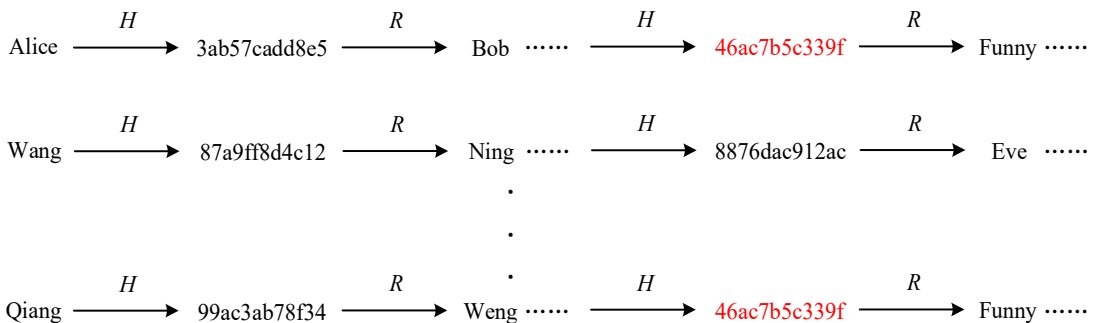 H R H R
Alice 3ab57cadd8e5 Bob …… 46ac7b5c339f Funny ……
H R H R
Wang 87a9ff8d4c12 Ning …… 8876dac912ac Eve ……
H R H R
Qiang 99ac3ab78f34 Weng …… 46ac7b5c339f Funny ……